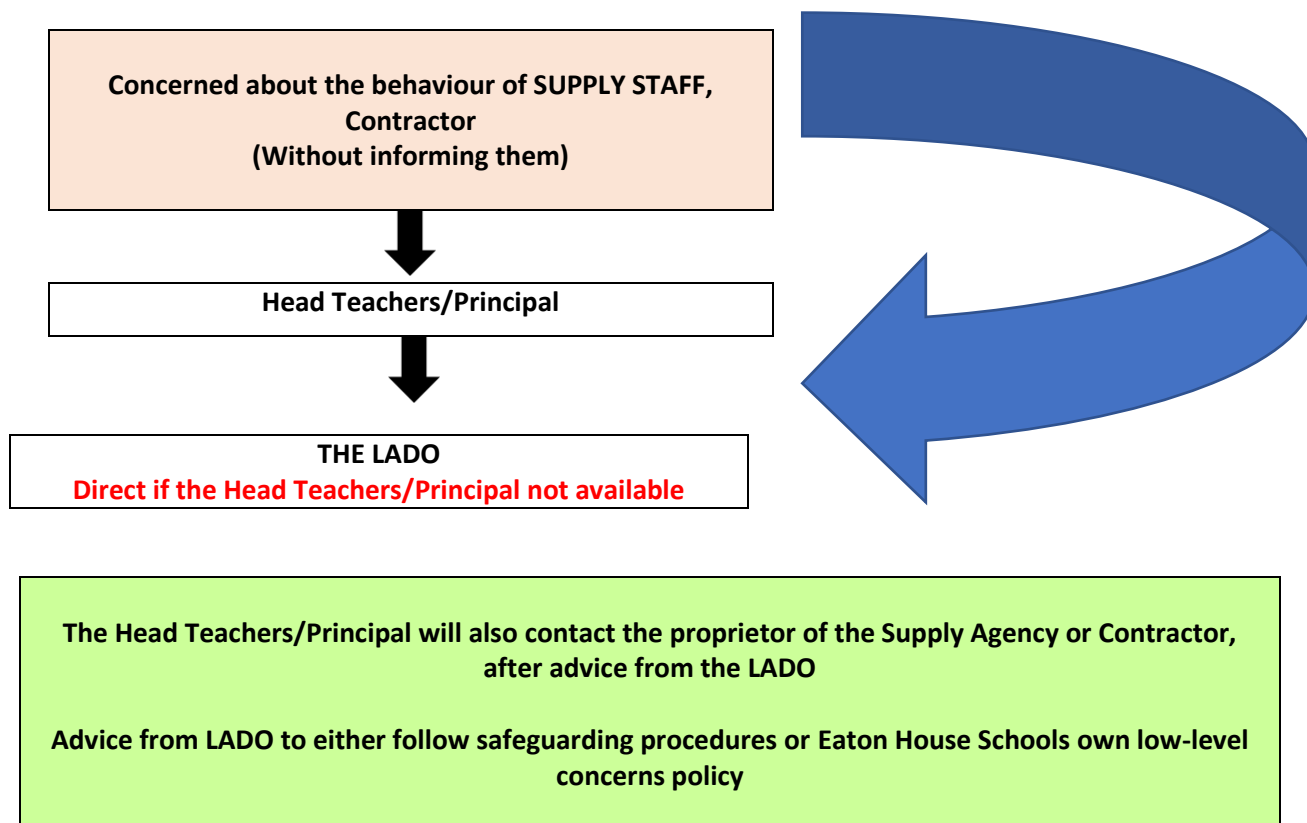 Concerned about the behaviour of SUPPLY STAFF,
Contractor
(Without informing them)
Head Teachers/Principal
THE LADO
Direct if the Head Teachers/Principal not available
The Head Teachers/Principal will also contact the proprietor of the Supply Agency or Contractor,
after advice from the LADO
Advice from LADO to either follow safeguarding procedures or Eaton House Schools own low-level
concerns policy